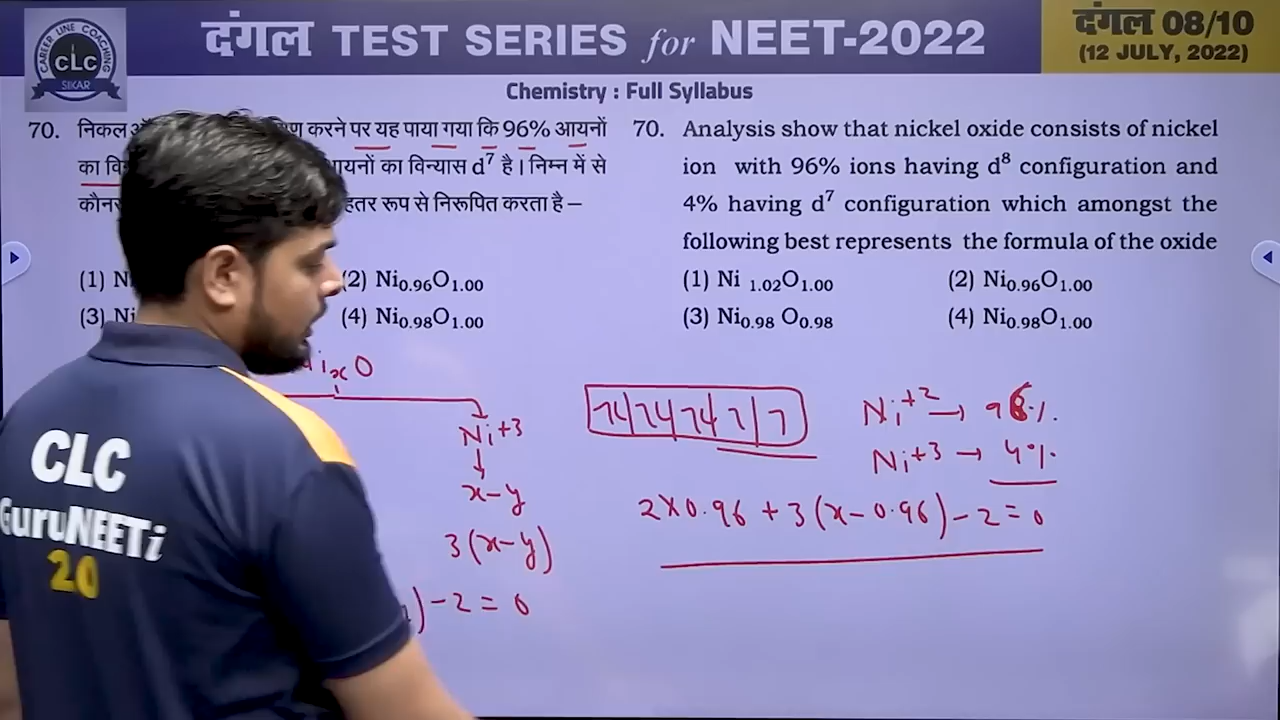 दंगल TEST SERIES for NEET-2022
दंगल 08/10
(12 JULY, 2022)
CAREER LINE COACHING
CLC
SIKAR
Chemistry : Full Syllabus
70. निकल करने पर यह पाया गया कि 96% आयनों
का का विन्यास d⁷ है। निम्न में से
रूप से निरूपित करता है –
(1) (2) Ni₀.₉₆O₁.₀₀
(3) (4) Ni₀.₉₈O₁.₀₀
70. Analysis show that nickel oxide consists of nickel
ion with 96% ions having d⁸ configuration and
4% having d⁷ configuration which amongst the
following best represents the formula of the oxide
(1) Ni ₁.₀₂O₁.₀₀ (2) Ni₀.₉₆O₁.₀₀
(3) Ni₀.₉₈ O₀.₉₈ (4) Ni₀.₉₈O₁.₀₀
O
Ni⁺³
↓
x-y
3(x-y)
) -2 = 0
Ni⁺² → 96%.
Ni⁺³ → 4%
2×0.96 + 3(x-0.96) -2 = 0
CLC
GuruNEETi
20